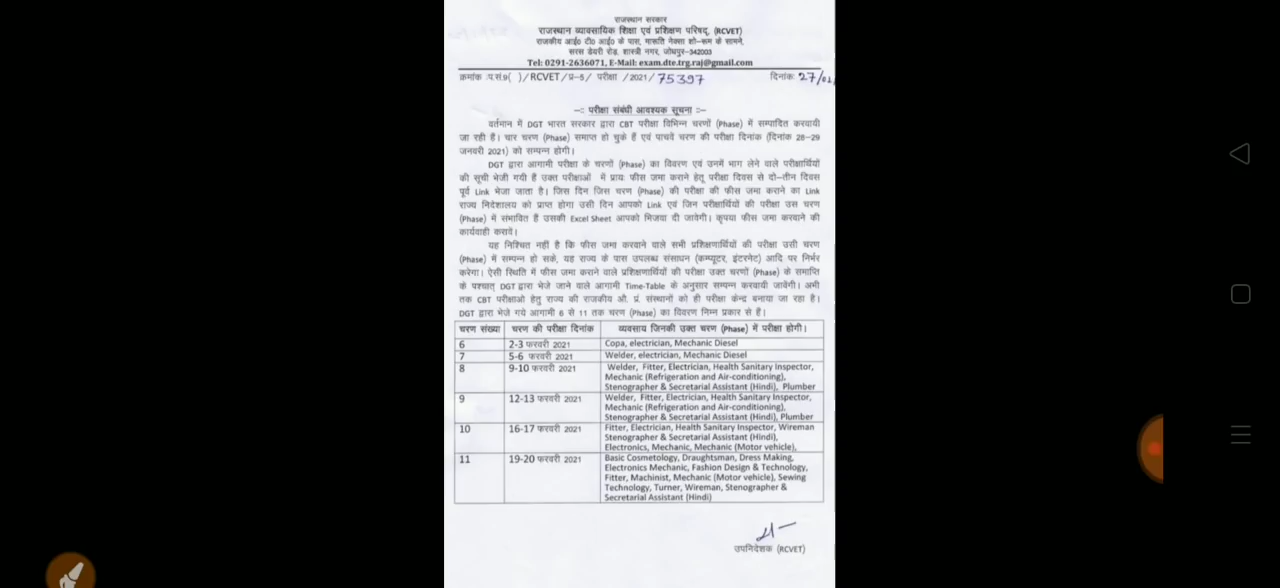 राजस्थान सरकार
राजस्थान व्यावसायिक शिक्षा एवं प्रशिक्षण परिषद्, (RCVET)
राजकीय आई० टी० आई० के पास, मारूति नेक्सा शो-रूम के सामने,
सरस डेयरी रोड़, शास्त्री नगर, जोधपुर-342003
Tel: 0291-2636071, E-Mail: exam.dte.trg.raj@gmail.com
क्रमांक :प.सं.9( )/RCVET/प्र-5/ परीक्षा /2021/75397 दिनांक: 27/01
-: परीक्षा संबंधी आवश्यक सूचना :-
वर्तमान में DGT भारत सरकार द्वारा CBT परीक्षा विभिन्न चरणों (Phase) में सम्पादित करवायी
जा रही है। चार चरण (Phase) समाप्त हो चुके हैं एवं पाचवें चरण की परीक्षा दिनांक (दिनांक 28-29
जनवरी 2021) को सम्पन्न होगी।
DGT द्वारा आगामी परीक्षा के चरणों (Phase) का विवरण एवं उनमें भाग लेने वाले परीक्षार्थियों
की सूची भेजी गयी है उक्त परीक्षाओं में प्रायः फीस जमा कराने हेतु परीक्षा दिवस से दो-तीन दिवस
पूर्व Link भेजा जाता है। जिस दिन जिस चरण (Phase) की परीक्षा की फीस जमा कराने का Link
राज्य निदेशालय को प्राप्त होगा उसी दिन आपको Link एवं जिन परीक्षार्थियों की परीक्षा उस चरण
(Phase) में संभावित हैं उसकी Excel Sheet आपको भिजवा दी जावेगी। कृपया फीस जमा करवाने की
कार्यवाही करावें।
यह निश्चित नहीं है कि फीस जमा करवाने वाले सभी प्रशिक्षणार्थियों की परीक्षा उसी चरण
(Phase) में सम्पन्न हो सके, यह राज्य के पास उपलब्ध संसाधन (कम्प्यूटर, इंटरनेट) आदि पर निर्भर
करेगा। ऐसी स्थिति में फीस जमा कराने वाले प्रशिक्षणार्थियों की परीक्षा उक्त चरणों (Phase) के समाप्ति
के पश्चात् DGT द्वारा भेजे जाने वाले आगामी Time-Table के अनुसार सम्पन्न करवायी जावेंगी। अभी
तक CBT परीक्षाओ हेतु राज्य की राजकीय औ. प्रं. संस्थानों को ही परीक्षा केन्द्र बनाया जा रहा है।
DGT द्वारा भेजे गये आगामी 6 से 11 तक चरण (Phase) का विवरण निम्न प्रकार से हैं।
चरण संख्या चरण की परीक्षा दिनांक व्यवसाय जिनकी उक्त चरण (Phase) में परीक्षा होगी।
6 2-3 फरवरी 2021 Copa, electrician, Mechanic Diesel
7 5-6 फरवरी 2021 Welder, electrician, Mechanic Diesel
8 9-10 फरवरी 2021 Welder, Fitter, Electrician, Health Sanitary Inspector,
Mechanic (Refrigeration and Air-conditioning),
Stenographer & Secretarial Assistant (Hindi), Plumber
9 12-13 फरवरी 2021 Welder, Fitter, Electrician, Health Sanitary Inspector,
Mechanic (Refrigeration and Air-conditioning),
Stenographer & Secretarial Assistant (Hindi), Plumber
10 16-17 फरवरी 2021 Fitter, Electrician, Health Sanitary Inspector, Wireman
Stenographer & Secretarial Assistant (Hindi),
Electronics, Mechanic, Mechanic (Motor vehicle),
11 19-20 फरवरी 2021 Basic Cosmetology, Draughtsman, Dress Making,
Electronics Mechanic, Fashion Design & Technology,
Fitter, Machinist, Mechanic (Motor vehicle), Sewing
Technology, Turner, Wireman, Stenographer &
Secretarial Assistant (Hindi)
उपनिदेशक (RCVET)